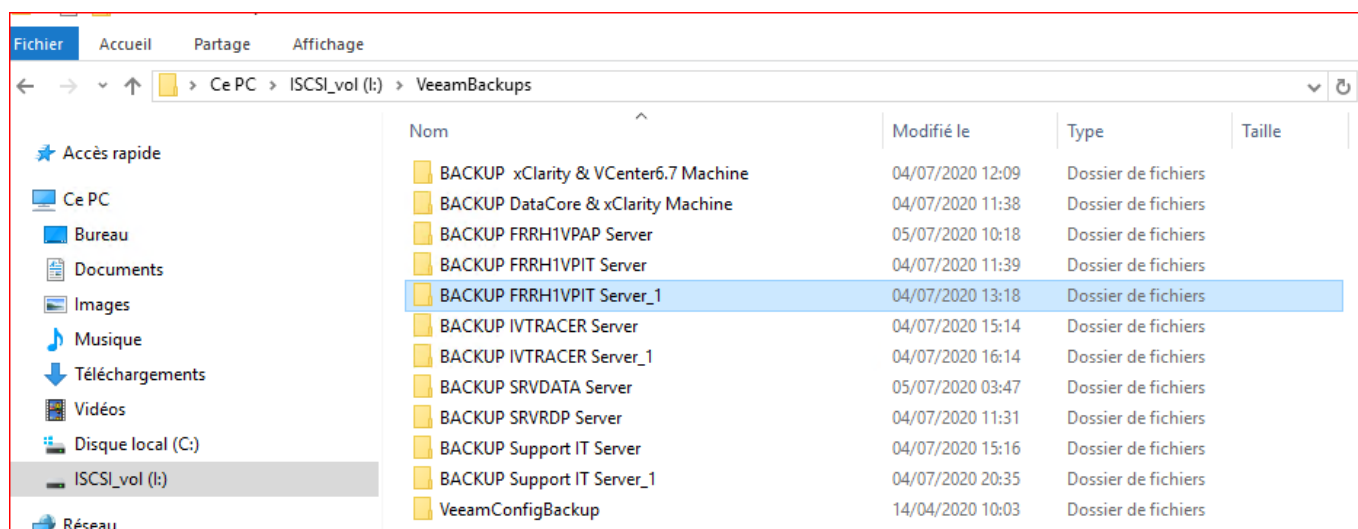 Fichier Accueil Partage Affichage
Ce PC > ISCSI_vol (I:) > VeeamBackups
Nom Modifié le Type Taille
Accès rapide
Ce PC
Bureau
Documents
Images
Musique
Téléchargements
Vidéos
Disque local (C:)
ISCSI_vol (I:)
Réseau
BACKUP  xClarity & VCenter6.7 Machine 04/07/2020 12:09 Dossier de fichiers
BACKUP DataCore & xClarity Machine 04/07/2020 11:38 Dossier de fichiers
BACKUP FRRH1VPAP Server 05/07/2020 10:18 Dossier de fichiers
BACKUP FRRH1VPIT Server 04/07/2020 11:39 Dossier de fichiers
BACKUP FRRH1VPIT Server_1 04/07/2020 13:18 Dossier de fichiers
BACKUP IVTRACER Server 04/07/2020 15:14 Dossier de fichiers
BACKUP IVTRACER Server_1 04/07/2020 16:14 Dossier de fichiers
BACKUP SRVDATA Server 05/07/2020 03:47 Dossier de fichiers
BACKUP SRVRDP Server 04/07/2020 11:31 Dossier de fichiers
BACKUP Support IT Server 04/07/2020 15:16 Dossier de fichiers
BACKUP Support IT Server_1 04/07/2020 20:35 Dossier de fichiers
VeeamConfigBackup 14/04/2020 10:03 Dossier de fichiers